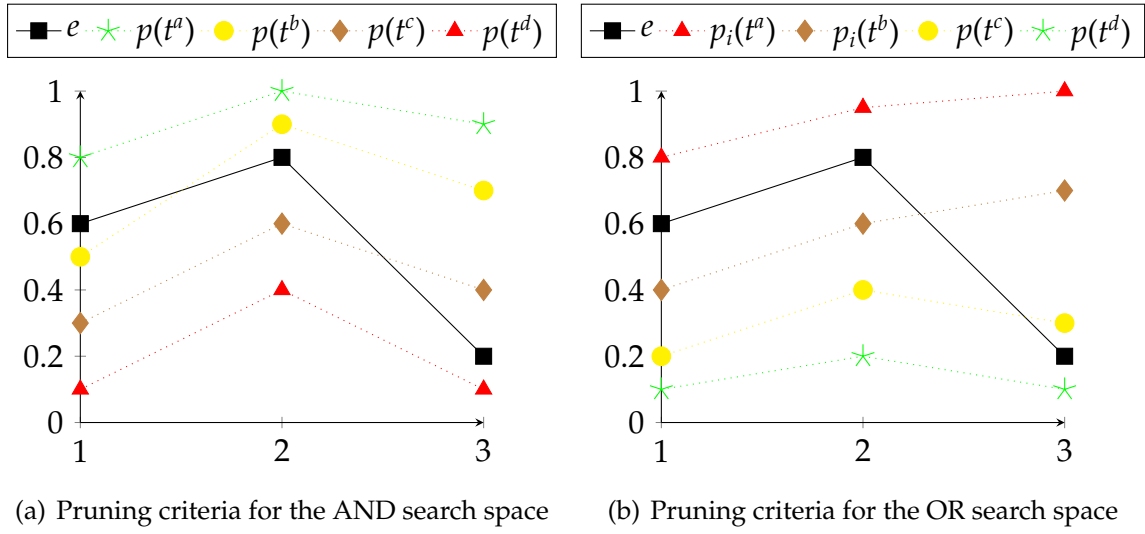 e p(t^a) p(t^b) p(t^c) p(t^d)
1
0.8
0.6
0.4
0.2
0
1 2 3
(a) Pruning criteria for the AND search space
e p_i(t^a) p_i(t^b) p(t^c) p(t^d)
1
0.8
0.6
0.4
0.2
0
1 2 3
(b) Pruning criteria for the OR search space